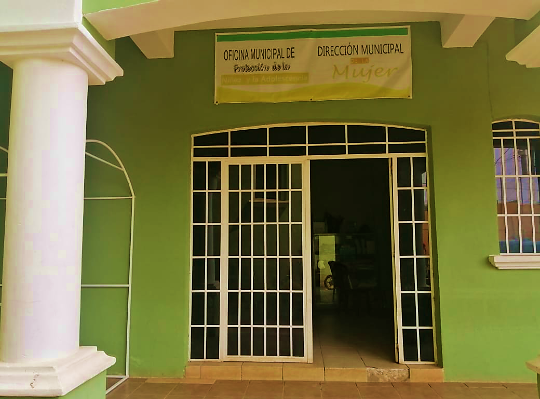 OFICINA MUNICIPAL DE
Protección de la
DIRECCIÓN MUNICIPAL
Mujer